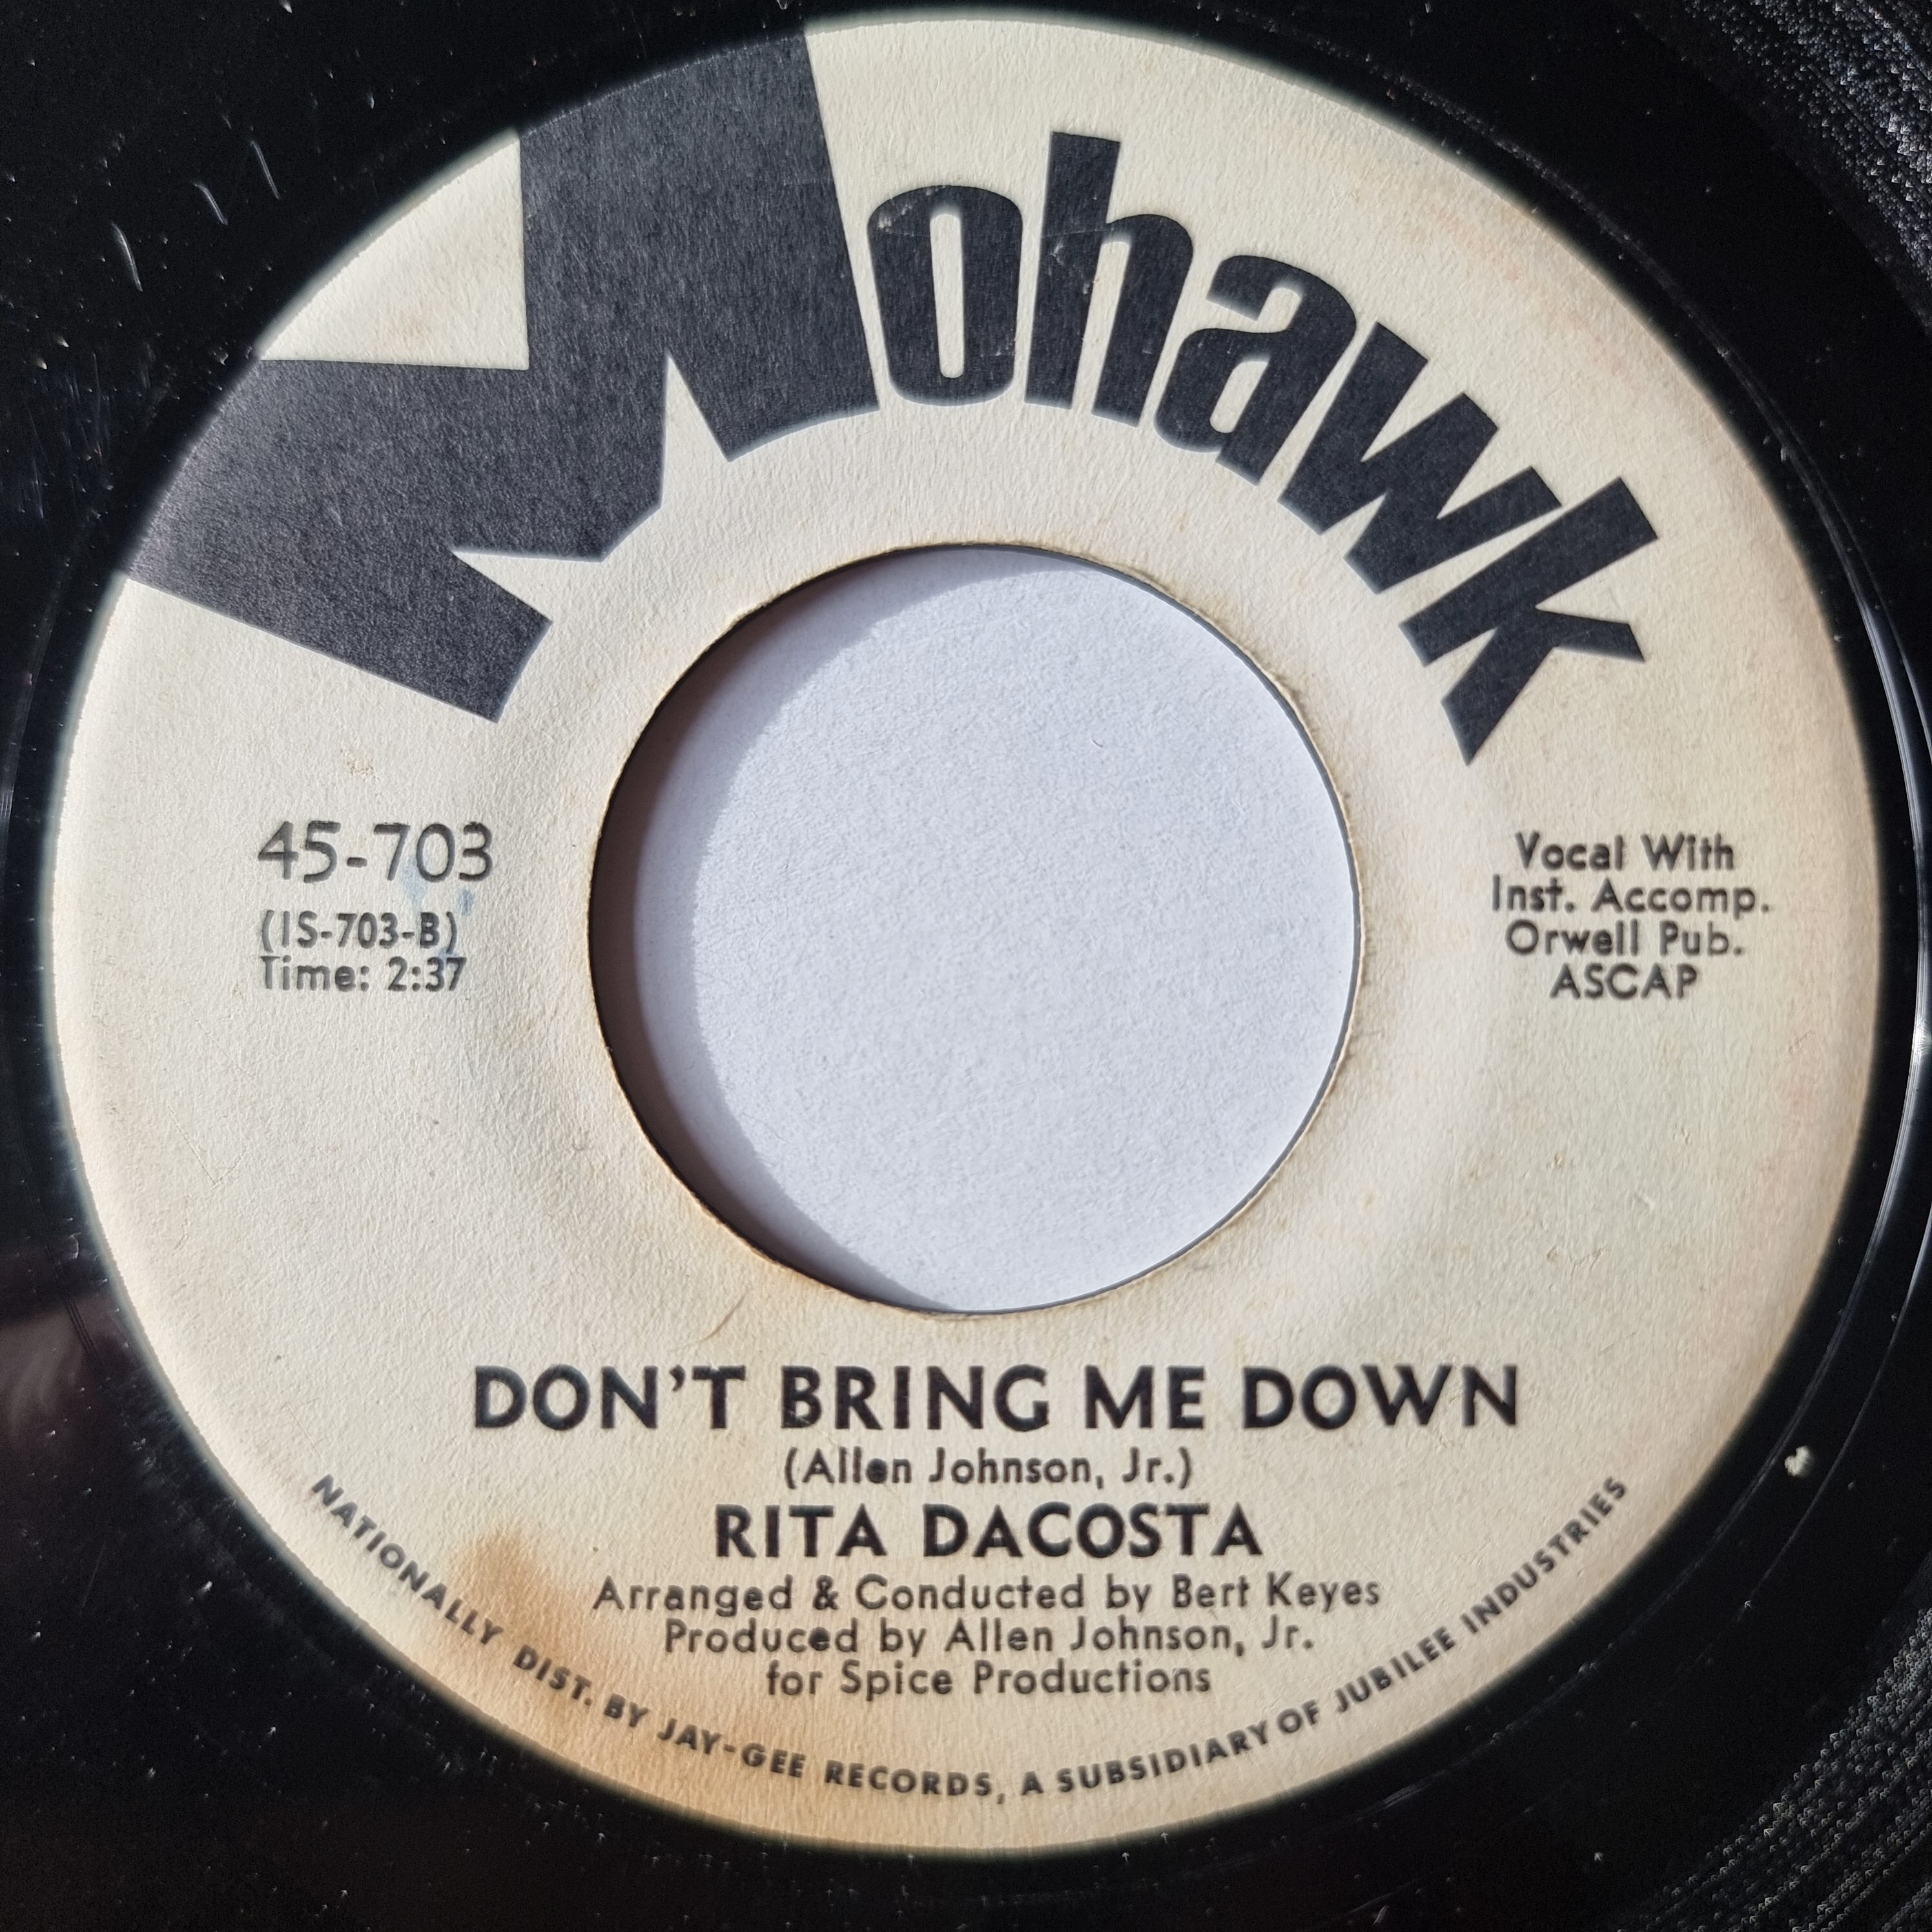 Mohawk
45-703
(IS-703-B)
Time: 2:37
Vocal With
Inst. Accomp.
Orwell Pub.
ASCAP
DON'T BRING ME DOWN
(Allen Johnson, Jr.)
RITA DACOSTA
Arranged & Conducted by Bert Keyes
Produced by Allen Johnson, Jr.
for Spice Productions
NATIONALLY DIST. BY JAY-GEE RECORDS, A SUBSIDIARY OF JUBILEE INDUSTRIES